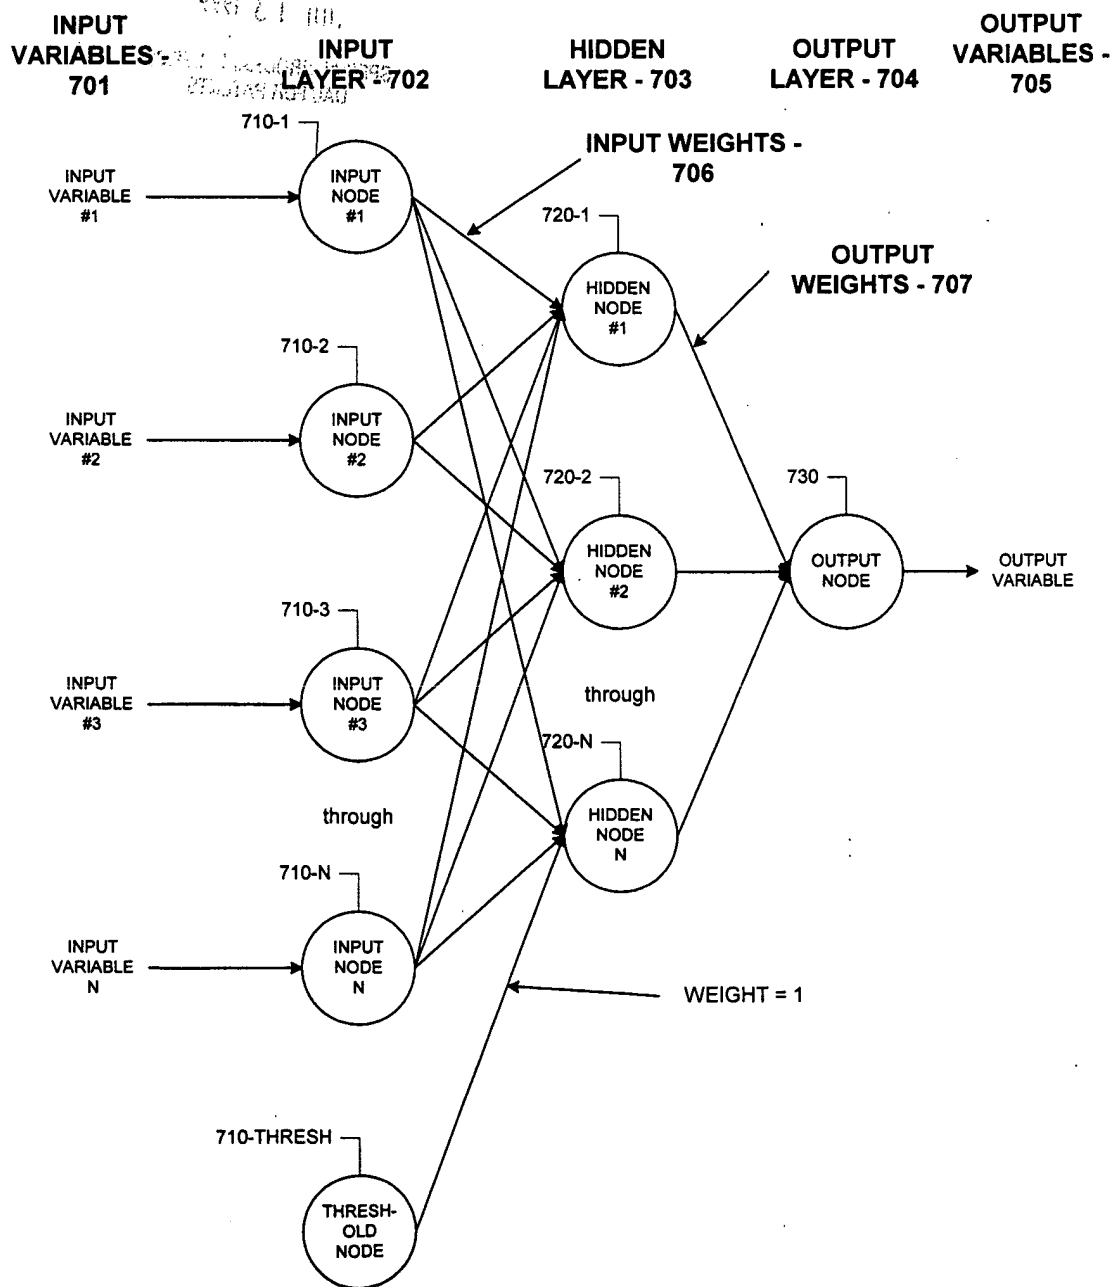 INPUT
VARIABLES -
701
INPUT
LAYER - 702
HIDDEN
LAYER - 703
OUTPUT
LAYER - 704
OUTPUT
VARIABLES -
705
710-1
INPUT WEIGHTS -
706
INPUT
VARIABLE
#1
INPUT
NODE
#1
720-1
OUTPUT
WEIGHTS - 707
HIDDEN
NODE
#1
710-2
INPUT
VARIABLE
#2
INPUT
NODE
#2
720-2
730
HIDDEN
NODE
#2
OUTPUT
NODE
OUTPUT
VARIABLE
710-3
INPUT
VARIABLE
#3
INPUT
NODE
#3
through
720-N
through
HIDDEN
NODE
N
710-N
INPUT
VARIABLE
N
INPUT
NODE
N
WEIGHT = 1
710-THRESH
THRESH-
OLD
NODE